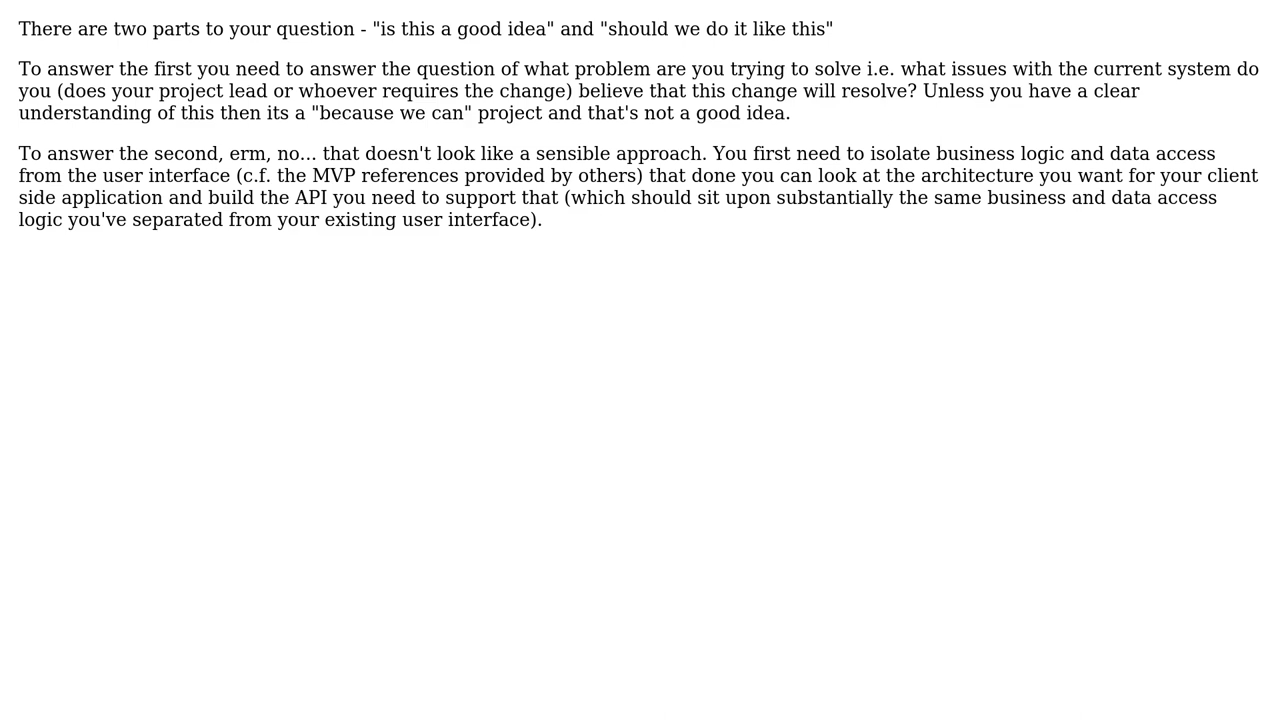 There are two parts to your question - "is this a good idea" and "should we do it like this"
To answer the first you need to answer the question of what problem are you trying to solve i.e. what issues with the current system do
you (does your project lead or whoever requires the change) believe that this change will resolve? Unless you have a clear
understanding of this then its a "because we can" project and that's not a good idea.
To answer the second, erm, no... that doesn't look like a sensible approach. You first need to isolate business logic and data access
from the user interface (c.f. the MVP references provided by others) that done you can look at the architecture you want for your client
side application and build the API you need to support that (which should sit upon substantially the same business and data access
logic you've separated from your existing user interface).